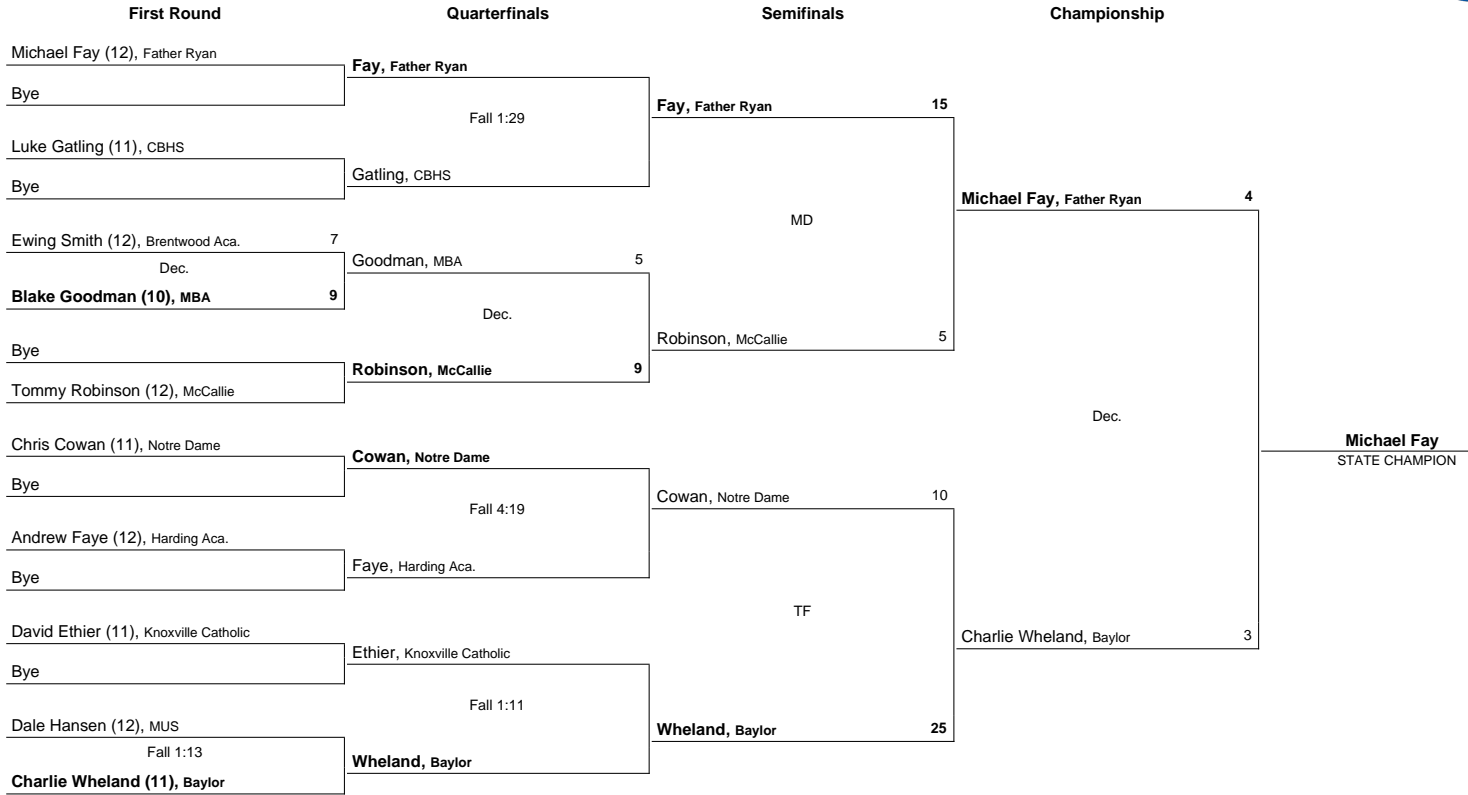 First Round
Quarterfinals
Semifinals
Championship
Michael Fay (12), Father Ryan
Bye
Luke Gatling (11), CBHS
Bye
Ewing Smith (12), Brentwood Aca. 7
Dec.
Blake Goodman (10), MBA 9
Bye
Tommy Robinson (12), McCallie
Chris Cowan (11), Notre Dame
Bye
Andrew Faye (12), Harding Aca.
Bye
David Ethier (11), Knoxville Catholic
Bye
Dale Hansen (12), MUS
Fall 1:13
Charlie Wheland (11), Baylor
Fay, Father Ryan
Fall 1:29
Gatling, CBHS
Goodman, MBA 5
Dec.
Robinson, McCallie 9
Cowan, Notre Dame
Fall 4:19
Faye, Harding Aca.
Ethier, Knoxville Catholic
Fall 1:11
Wheland, Baylor
Fay, Father Ryan 15
MD
Robinson, McCallie 5
Cowan, Notre Dame 10
TF
Wheland, Baylor 25
Michael Fay, Father Ryan 4
Dec.
Charlie Wheland, Baylor 3
Michael Fay
STATE CHAMPION